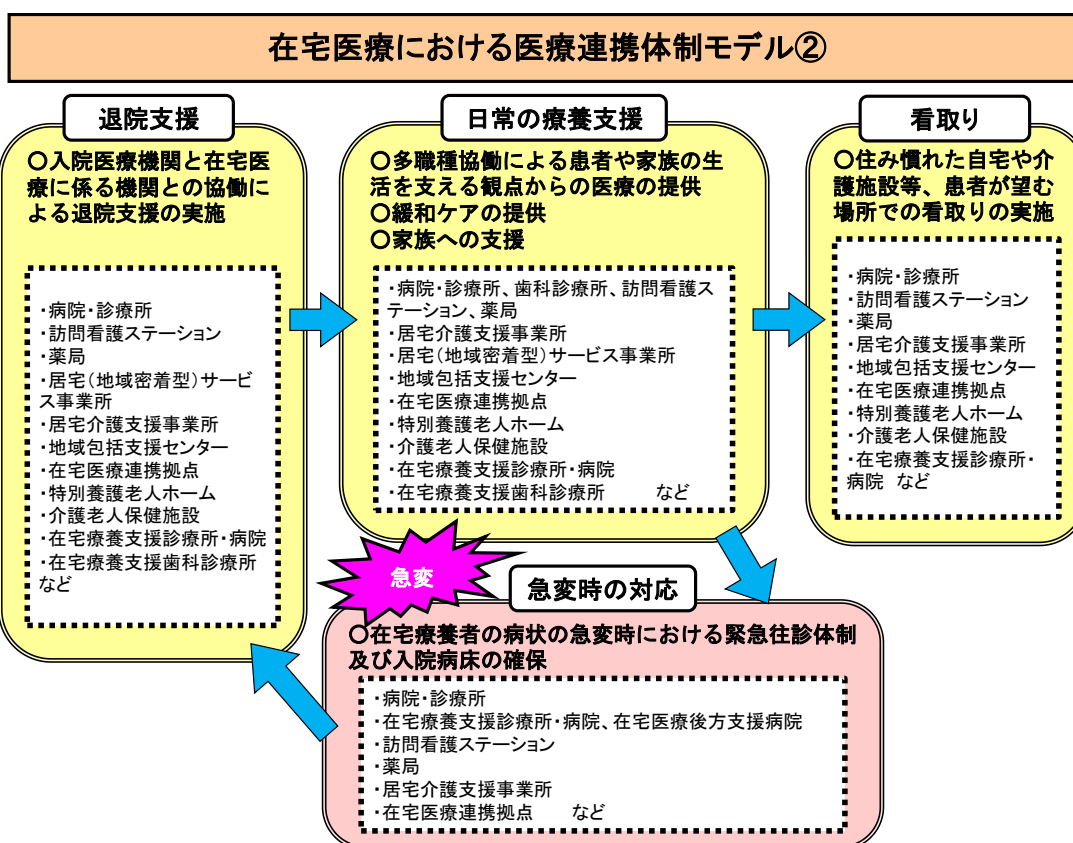 在宅医療における医療連携体制モデル②
退院支援
〇入院医療機関と在宅医
療に係る機関との協働に
よる退院支援の実施
・病院・診療所
・訪問看護ステーション
・薬局
・居宅(地域密着型)サービ
ス事業所
・居宅介護支援事業所
・地域包括支援センター
・在宅医療連携拠点
・特別養護老人ホーム
・介護老人保健施設
・在宅療養支援診療所・病院
・在宅療養支援歯科診療所
など
日常の療養支援
〇多職種協働による患者や家族の生
活を支える観点からの医療の提供
〇緩和ケアの提供
〇家族への支援
・病院・診療所、歯科診療所、訪問看護ス
テーション、薬局
・居宅介護支援事業所
・居宅(地域密着型)サービス事業所
・地域包括支援センター
・在宅医療連携拠点
・特別養護老人ホーム
・介護老人保健施設
・在宅療養支援診療所・病院
・在宅療養支援歯科診療所 など
看取り
〇住み慣れた自宅や介
護施設等、患者が望む
場所での看取りの実施
・病院・診療所
・訪問看護ステーション
・薬局
・居宅介護支援事業所
・地域包括支援センター
・在宅医療連携拠点
・特別養護老人ホーム
・介護老人保健施設
・在宅療養支援診療所・
病院 など
急変
急変時の対応
〇在宅療養者の病状の急変時における緊急往診体制
及び入院病床の確保
・病院・診療所
・在宅療養支援診療所・病院、在宅医療後方支援病院
・訪問看護ステーション
・薬局
・居宅介護支援事業所
・在宅医療連携拠点 など